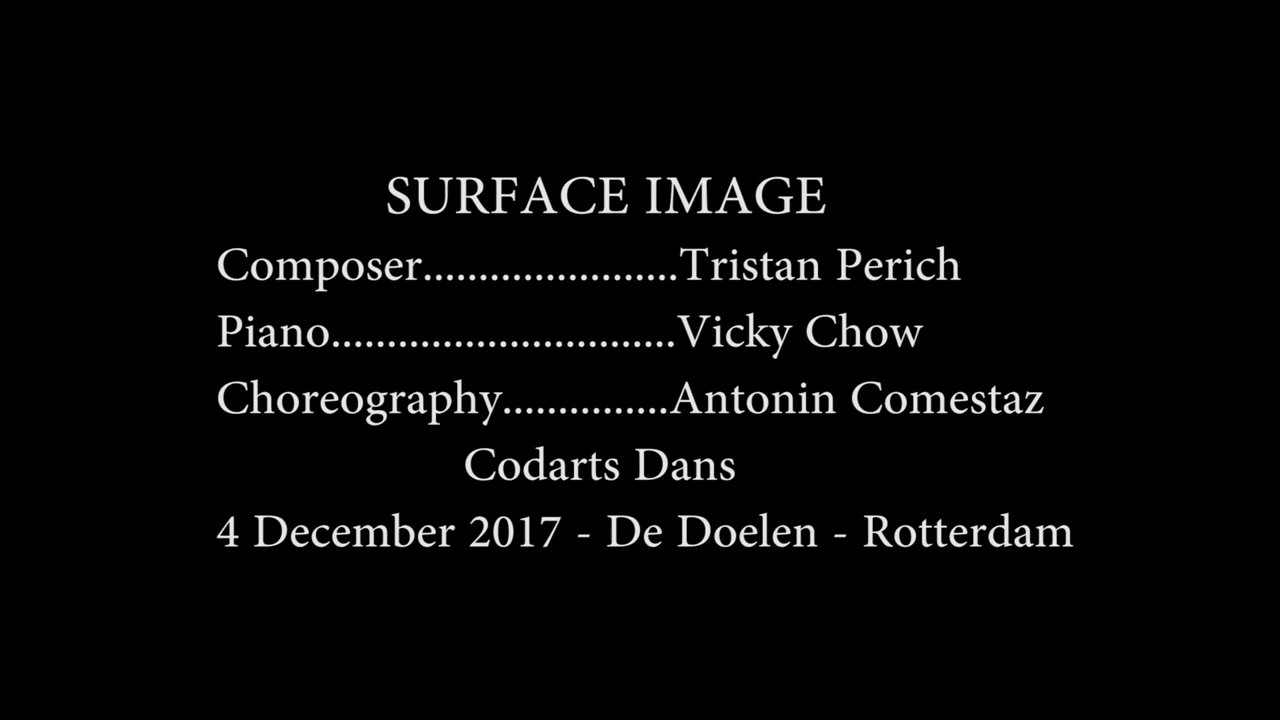 SURFACE IMAGE
Composer.......................Tristan Perich
Piano...............................Vicky Chow
Choreography...............Antonin Comestaz
Codarts Dans
4 December 2017 - De Doelen - Rotterdam